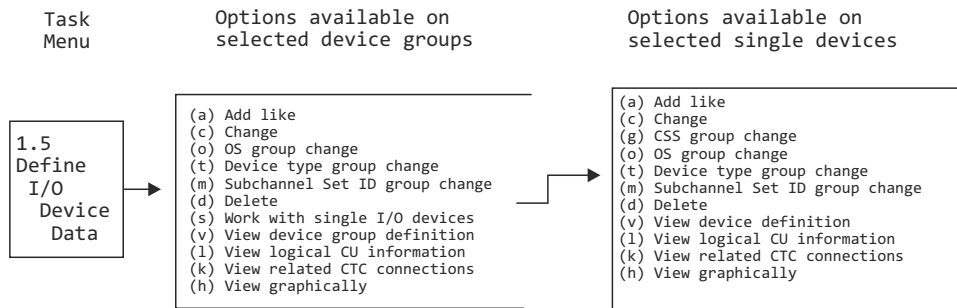 Task
Menu
Options available on
selected device groups
Options available on
selected single devices
1.5
Define
I/O
Device
Data
(a) Add like
(c) Change
(o) OS group change
(t) Device type group change
(m) Subchannel Set ID group change
(d) Delete
(s) Work with single I/O devices
(v) View device group definition
(l) View logical CU information
(k) View related CTC connections
(h) View graphically
(a) Add like
(c) Change
(g) CSS group change
(o) OS group change
(t) Device type group change
(m) Subchannel Set ID group change
(d) Delete
(v) View device definition
(l) View logical CU information
(k) View related CTC connections
(h) View graphically